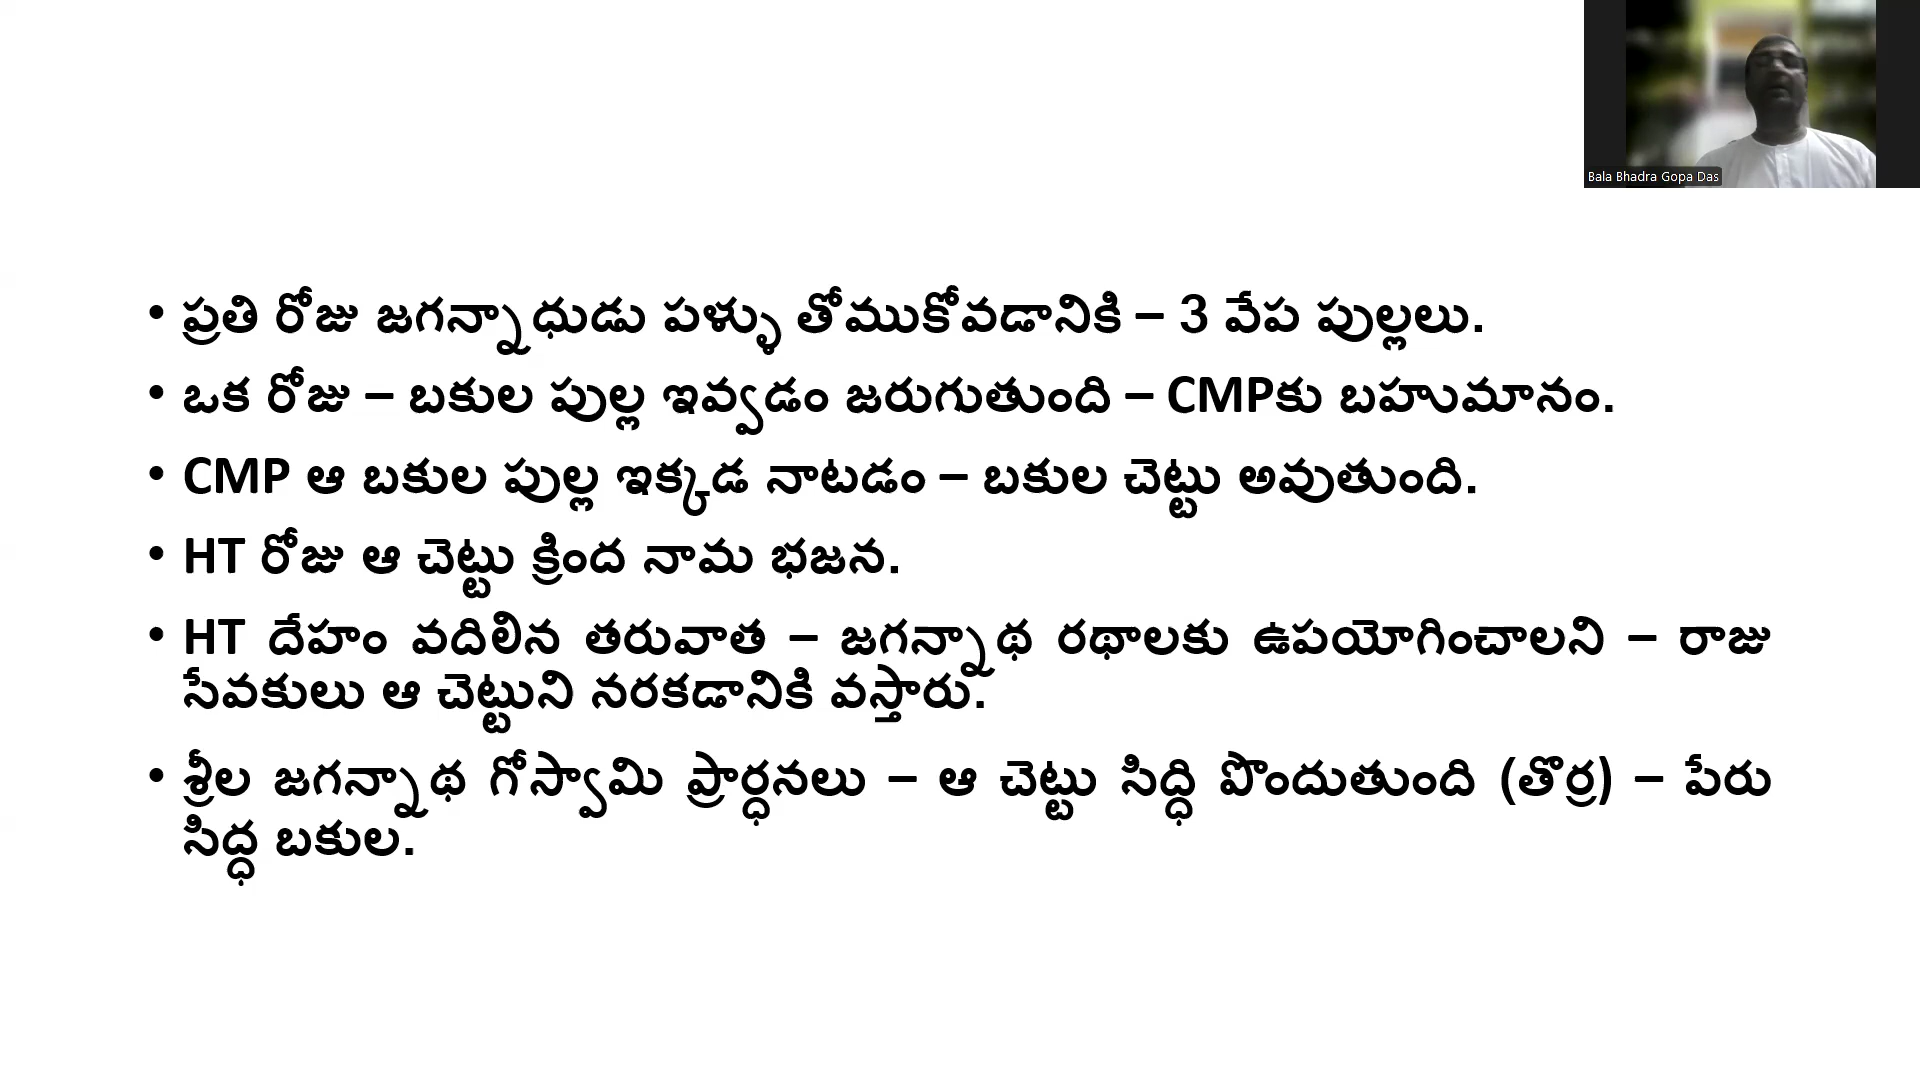 Bala Bhadra Gopa Das
• ప్రతి రోజు జగన్నాధుడు పళ్ళు తోముకోవడానికి – 3 వేప పుల్లలు.
• ఒక రోజు – బకుల పుల్ల ఇవ్వడం జరుగుతుంది – CMPకు బహుమానం.
• CMP ఆ బకుల పుల్ల ఇక్కడ నాటడం – బకుల చెట్టు అవుతుంది.
• HT రోజు ఆ చెట్టు క్రింద నామ భజన.
• HT దేహం వదిలిన తరువాత – జగన్నాథ రథాలకు ఉపయోగించాలని – రాజు
సేవకులు ఆ చెట్టుని నరకడానికి వస్తారు.
• శ్రీల జగన్నాథ గోస్వామి ప్రార్ధనలు – ఆ చెట్టు సిద్ధి పొందుతుంది (తొర్ర) – పేరు
సిద్ధ బకుల.